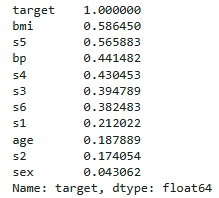 target    1.000000
bmi       0.586450
s5        0.565883
bp        0.441482
s4        0.430453
s3        0.394789
s6        0.382483
s1        0.212022
age       0.187889
s2        0.174054
sex       0.043062
Name: target, dtype: float64